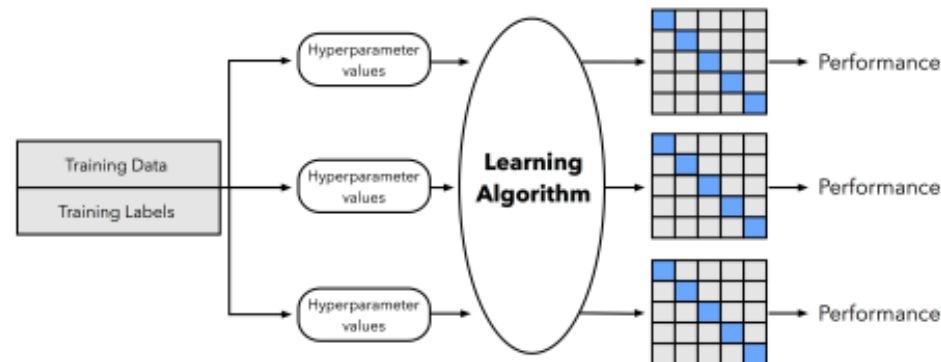 Hyperparameter
values
Performance
Training Data
Training Labels
Hyperparameter
values
Learning
Algorithm
Performance
Hyperparameter
values
Performance